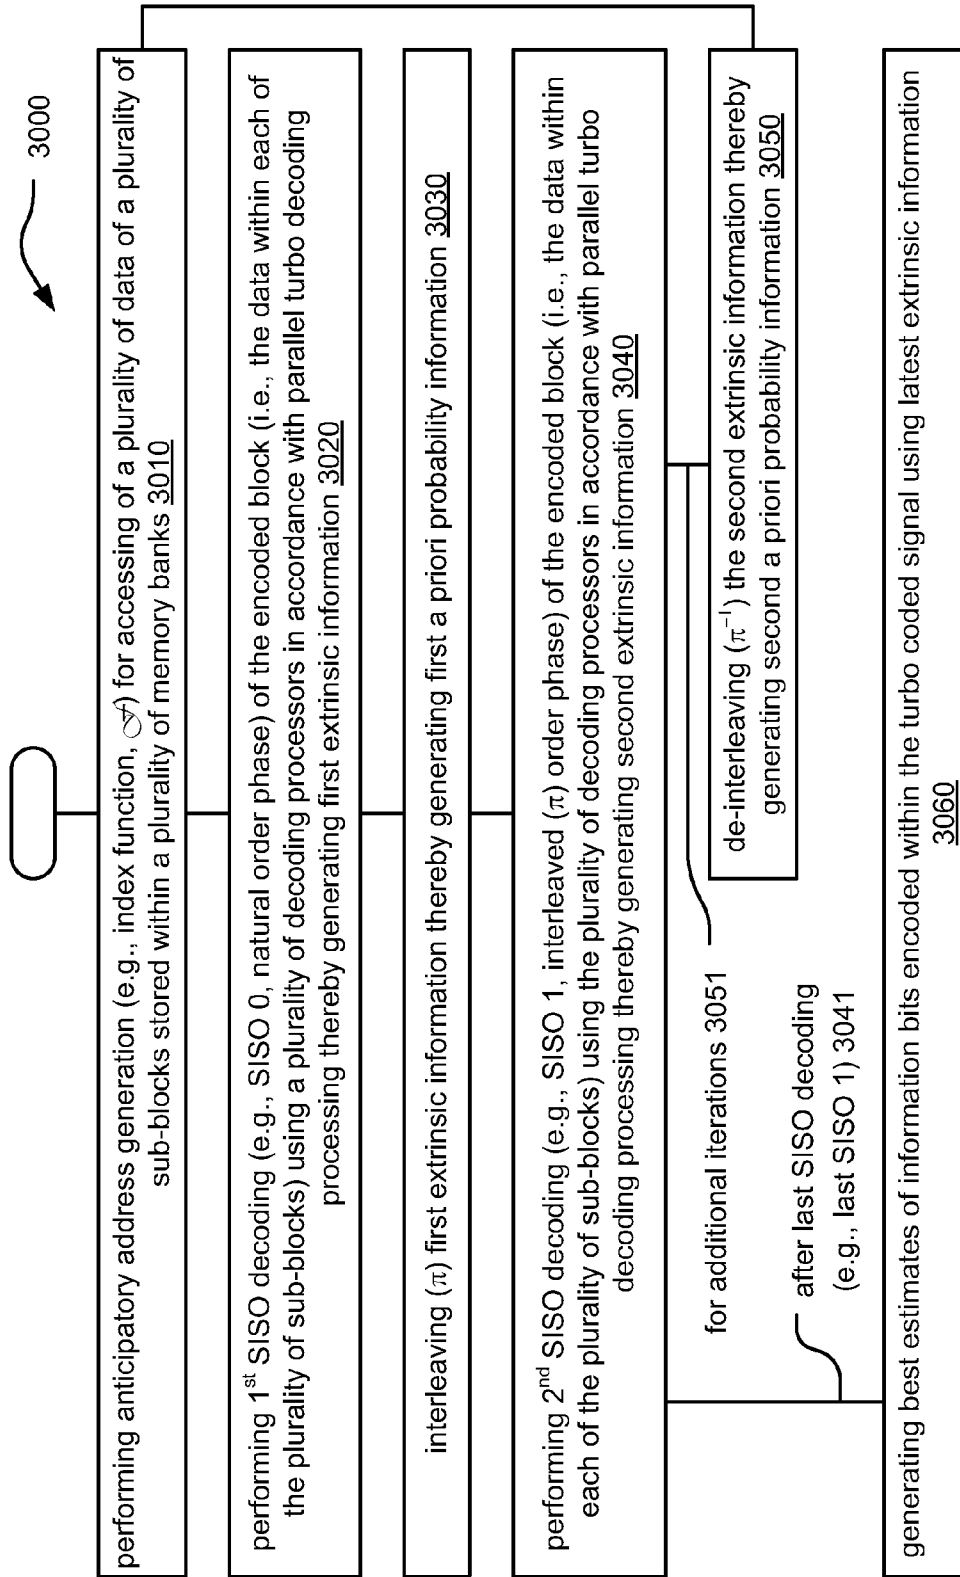 3000
performing anticipatory address generation (e.g., index function, ℱ) for accessing of a plurality of data of a plurality of
sub-blocks stored within a plurality of memory banks 3010
performing 1st SISO decoding (e.g., SISO 0, natural order phase) of the encoded block (i.e., the data within each of
the plurality of sub-blocks) using a plurality of decoding processors in accordance with parallel turbo decoding
processing thereby generating first extrinsic information 3020
interleaving (π) first extrinsic information thereby generating first a priori probability information 3030
performing 2nd SISO decoding (e.g., SISO 1, interleaved (π) order phase) of the encoded block (i.e., the data within
each of the plurality of sub-blocks) using the plurality of decoding processors in accordance with parallel turbo
decoding processing thereby generating second extrinsic information 3040
for additional iterations 3051
de-interleaving (π⁻¹) the second extrinsic information thereby
generating second a priori probability information 3050
after last SISO decoding
(e.g., last SISO 1) 3041
generating best estimates of information bits encoded within the turbo coded signal using latest extrinsic information
3060